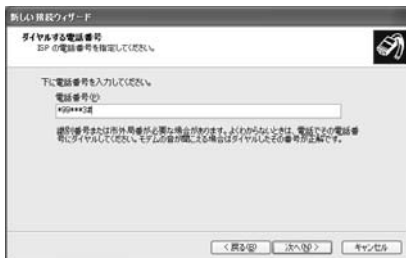 新しい接続ウィザード
ダイヤルする電話番号
ISP の電話番号を指定してください。
下に電話番号を入力してください。
電話番号(P)
*99***3#
識別番号または市外局番が必要な場合があります。よくわからないときは、電話でその電話番
号にダイヤルしてください。モデムの音が聞こえる場合はダイヤルしたその番号が正解です。
< 戻る(B)
次へ(N) >
キャンセル